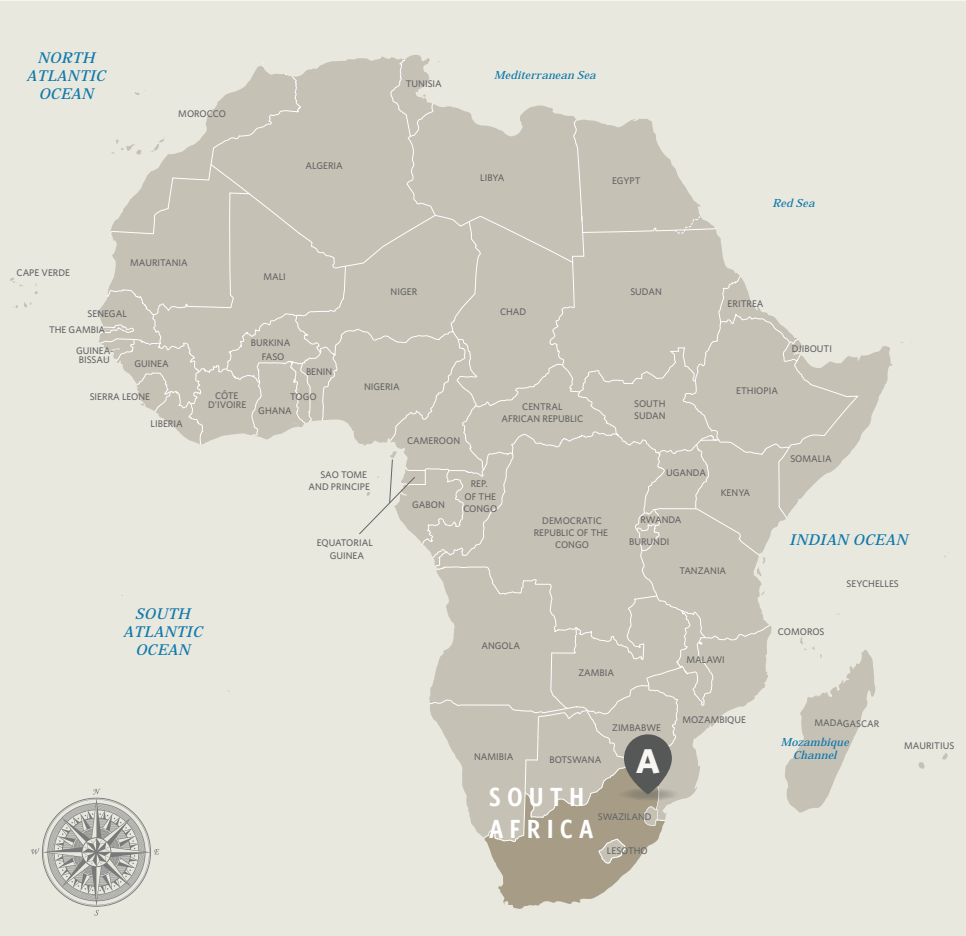 NORTH
ATLANTIC
OCEAN
Mediterranean Sea
TUNISIA
MOROCCO
ALGERIA
LIBYA
EGYPT
Red Sea
MAURITANIA
CAPE VERDE
MALI
NIGER
CHAD
SUDAN
ERITREA
SENEGAL
THE GAMBIA
GUINEA-
BISSAU
GUINEA
BURKINA
FASO
BENIN
DJIBOUTI
NIGERIA
ETHIOPIA
SIERRA LEONE
CÔTE
D'IVOIRE
TOGO
GHANA
LIBERIA
CENTRAL
AFRICAN REPUBLIC
SOUTH
SUDAN
CAMEROON
SOMALIA
SAO TOME
AND PRINCIPE
UGANDA
KENYA
REP.
OF THE
CONGO
GABON
RWANDA
DEMOCRATIC
REPUBLIC OF THE
CONGO
BURUNDI
EQUATORIAL
GUINEA
INDIAN OCEAN
TANZANIA
SEYCHELLES
SOUTH
ATLANTIC
OCEAN
COMOROS
ANGOLA
MALAWI
ZAMBIA
MOZAMBIQUE
MADAGASCAR
ZIMBABWE
Mozambique
Channel
MAURITIUS
NAMIBIA
BOTSWANA
A
SOUTH
AFRICA
SWAZILAND
LESOTHO
N
W
E
S